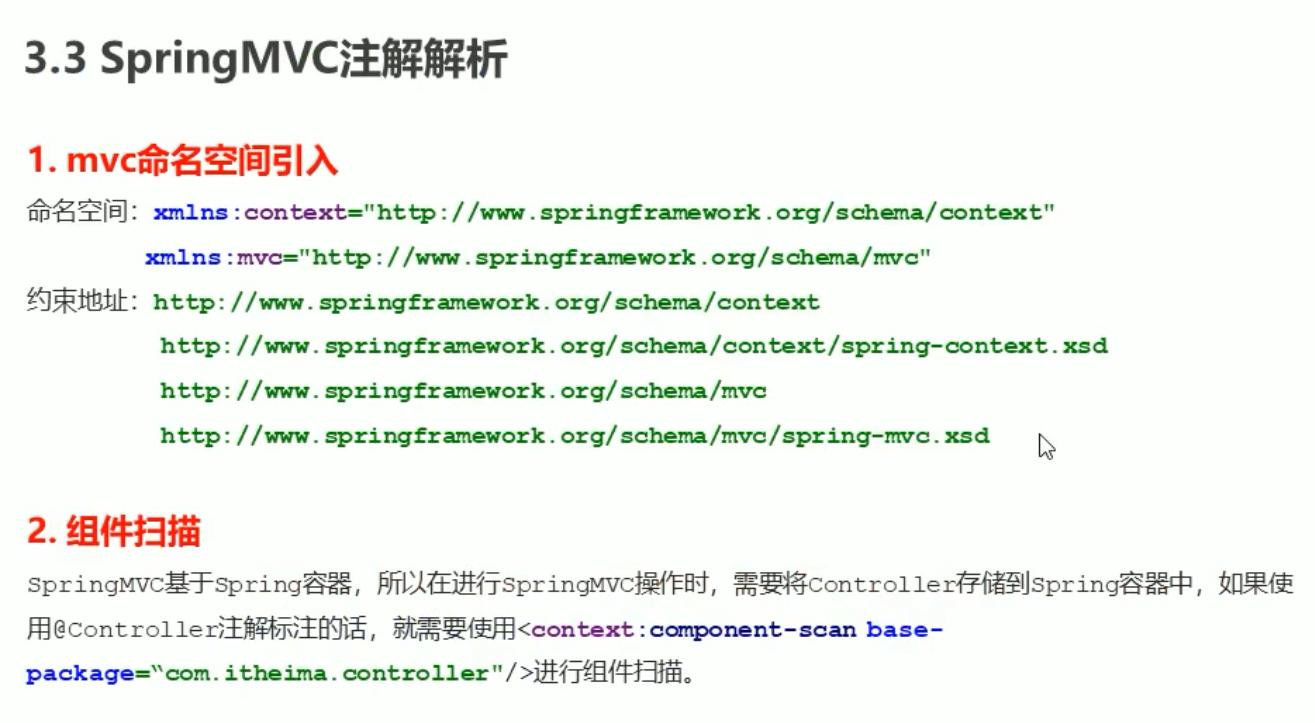 3.3 SpringMVC注解解析
1. mvc命名空间引入
命名空间：xmlns:context="http://www.springframework.org/schema/context"
xmlns:mvc="http://www.springframework.org/schema/mvc"
约束地址：http://www.springframework.org/schema/context
http://www.springframework.org/schema/context/spring-context.xsd
http://www.springframework.org/schema/mvc
http://www.springframework.org/schema/mvc/spring-mvc.xsd
2. 组件扫描
SpringMVC基于Spring容器，所以在进行SpringMVC操作时，需要将Controller存储到Spring容器中，如果使
用@Controller注解标注的话，就需要使用<context:component-scan base-
package=“com.itheima.controller"/>进行组件扫描。